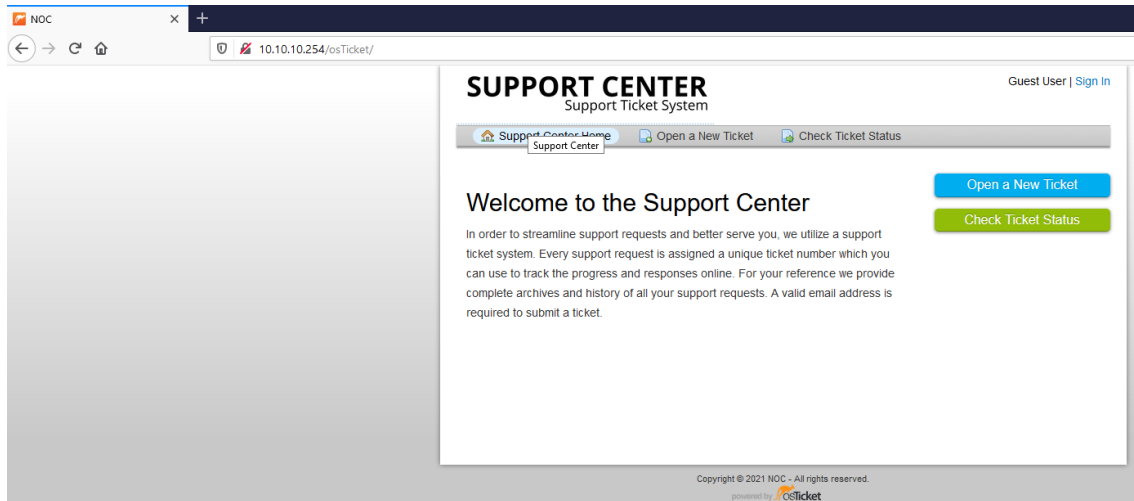 NOC
10.10.10.254/osTicket/
SUPPORT CENTER
Support Ticket System
Guest User | Sign In
Support Center Home
Open a New Ticket
Check Ticket Status
Support Center
Open a New Ticket
Check Ticket Status
Welcome to the Support Center
In order to streamline support requests and better serve you, we utilize a support
ticket system. Every support request is assigned a unique ticket number which you
can use to track the progress and responses online. For your reference we provide
complete archives and history of all your support requests. A valid email address is
required to submit a ticket.
Copyright © 2021 NOC - All rights reserved.
powered by osTicket